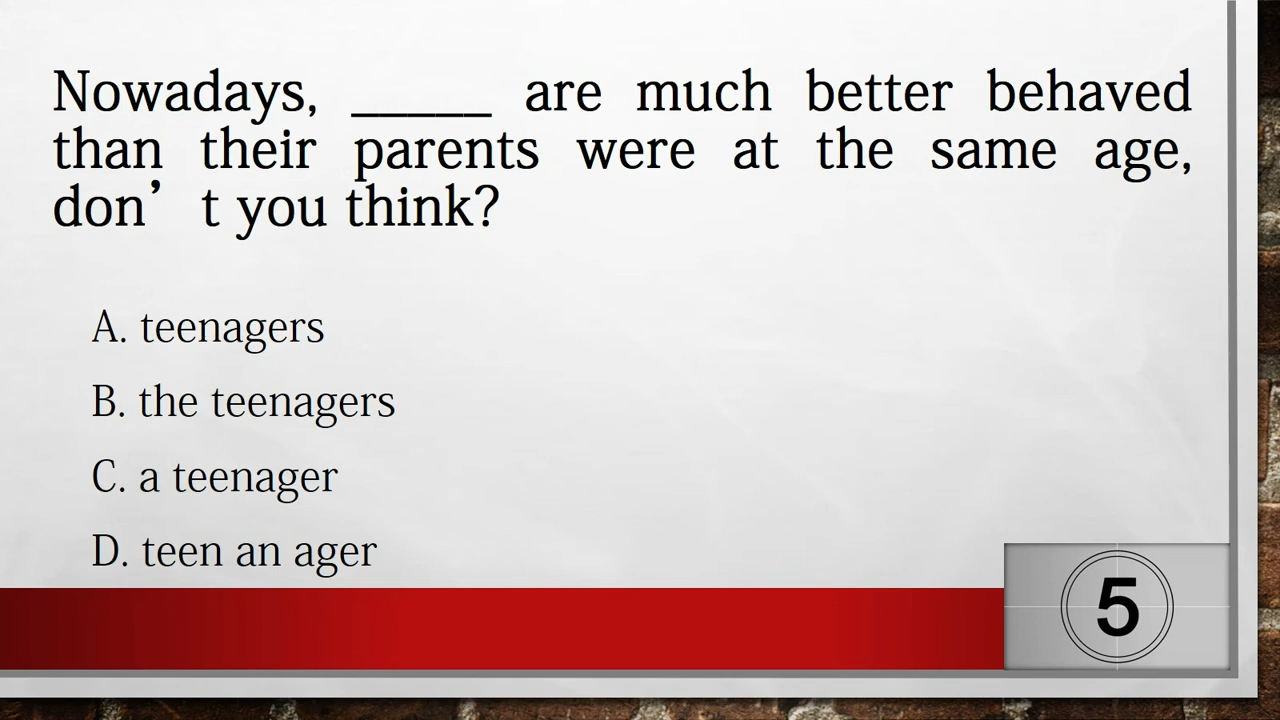 Nowadays, _____ are much better behaved
than their parents were at the same age,
don’ t you think?
A. teenagers
B. the teenagers
C. a teenager
D. teen an ager
5